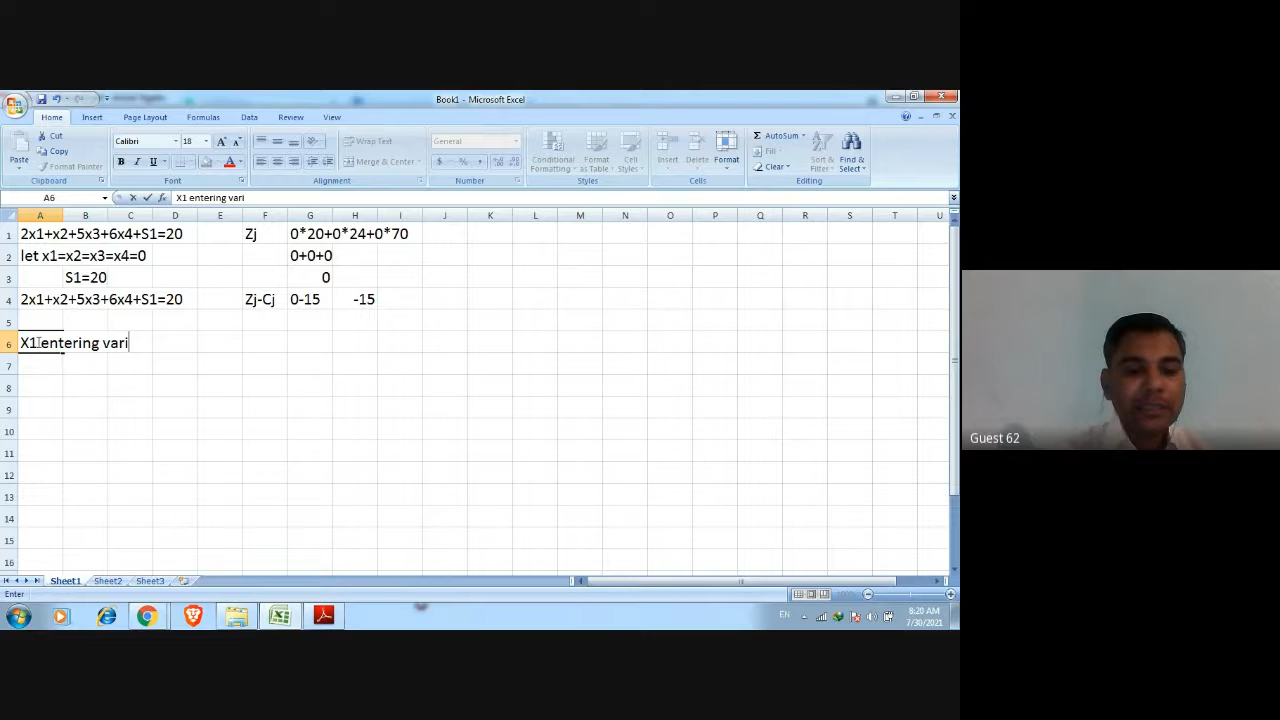 Book1 - Microsoft Excel
Home Insert Page Layout Formulas Data Review View
Paste
Cut
Copy
Format Painter
Clipboard
Calibri 18
Font
Wrap Text
Merge & Center
Alignment
General
Number
Conditional Formatting
Format as Table
Cell Styles
Styles
Insert Delete Format
Cells
AutoSum
Fill
Clear
Sort & Filter
Find & Select
Editing
A6 X1 entering vari
A B C D E F G H I J K L M N O P Q R S T U
1 2x1+x2+5x3+6x4+S1=20 Zj 0*20+0*24+0*70
2 let x1=x2=x3=x4=0 0+0+0
3 S1=20 0
4 2x1+x2+5x3+6x4+S1=20 Zj-Cj 0-15 -15
5
6 X1 entering vari
7
8
9
10
11
12
13
14
15
16
Sheet1 Sheet2 Sheet3
Enter
EN
8:20 AM
7/30/2021
Guest 62